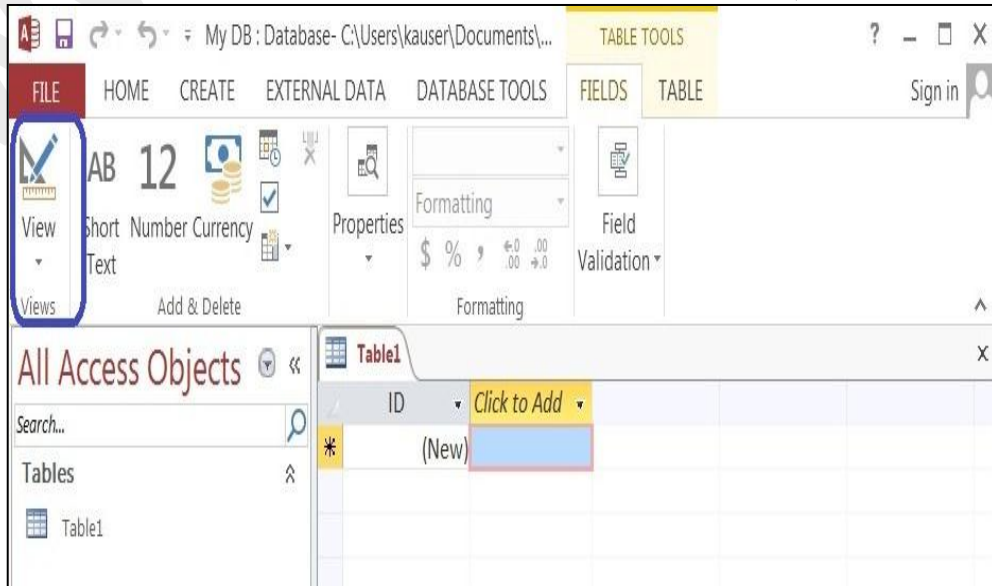 My DB : Database- C:\Users\kauser\Documents\... TABLE TOOLS ? – X
FILE HOME CREATE EXTERNAL DATA DATABASE TOOLS FIELDS TABLE Sign in
AB 12
View Short Text Number Currency Properties Formatting Field Validation
$ % , .00 .00
Views Add & Delete Formatting
All Access Objects « Table1 X
ID Click to Add
Search...
* (New)
Tables
Table1